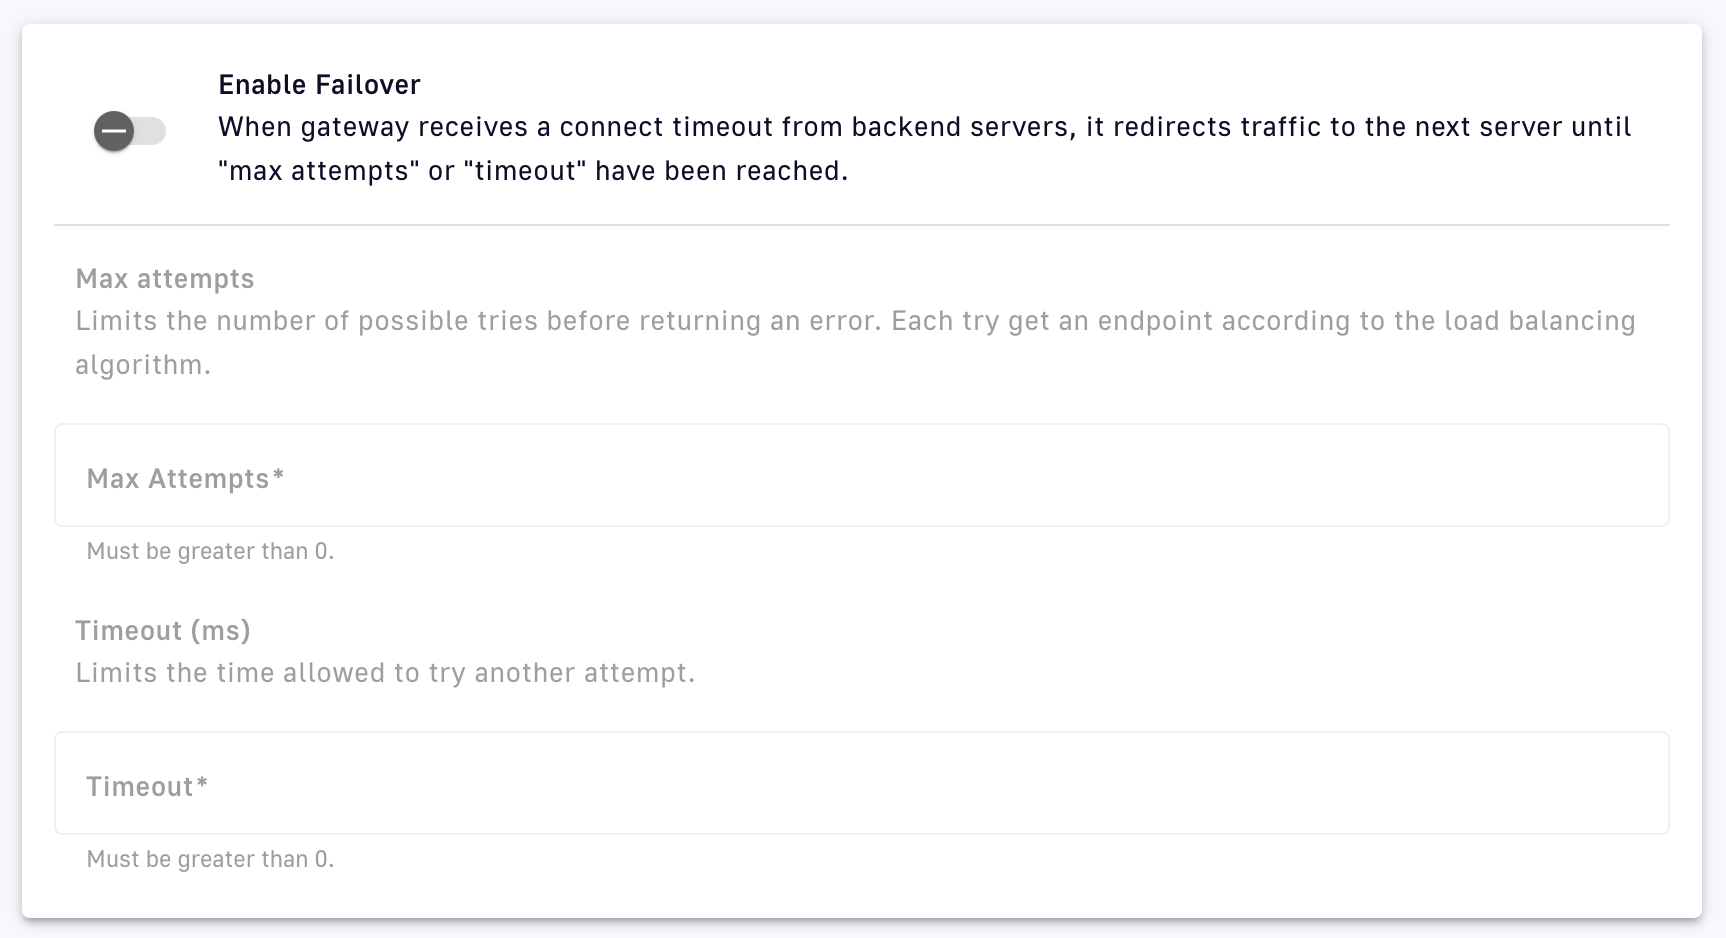 Enable Failover
When gateway receives a connect timeout from backend servers, it redirects traffic to the next server until
"max attempts" or "timeout" have been reached.
Max attempts
Limits the number of possible tries before returning an error. Each try get an endpoint according to the load balancing
algorithm.
Max Attempts*
Must be greater than 0.
Timeout (ms)
Limits the time allowed to try another attempt.
Timeout*
Must be greater than 0.